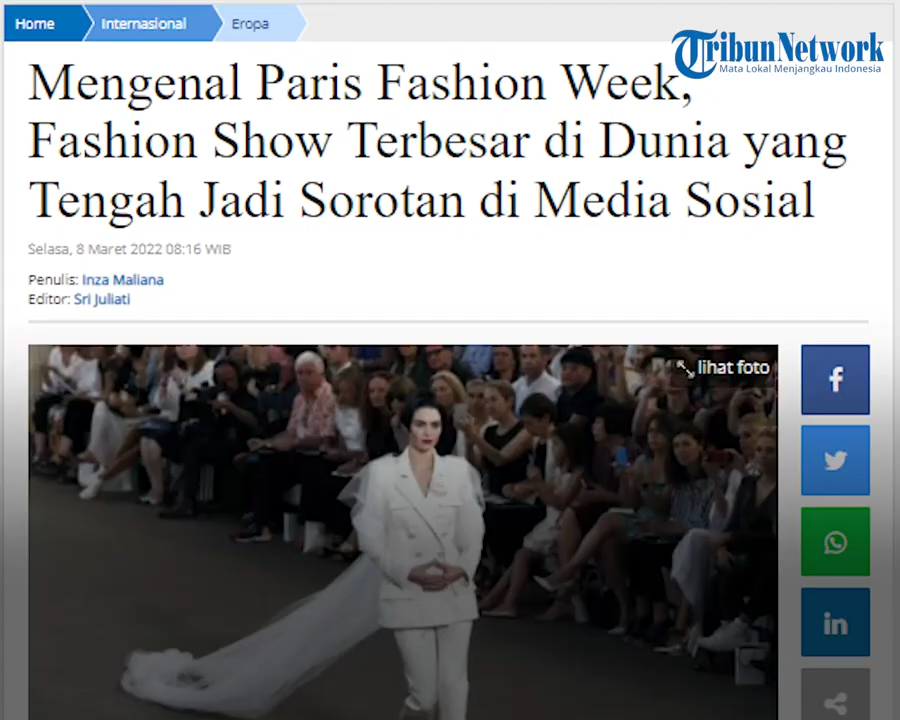 Home Internasional Eropa
TribunNetwork
Mata Lokal Menjangkau Indonesia
Mengenal Paris Fashion Week,
Fashion Show Terbesar di Dunia yang
Tengah Jadi Sorotan di Media Sosial
Selasa, 8 Maret 2022 08:16 WIB
Penulis: Inza Maliana
Editor: Sri Juliati
lihat foto